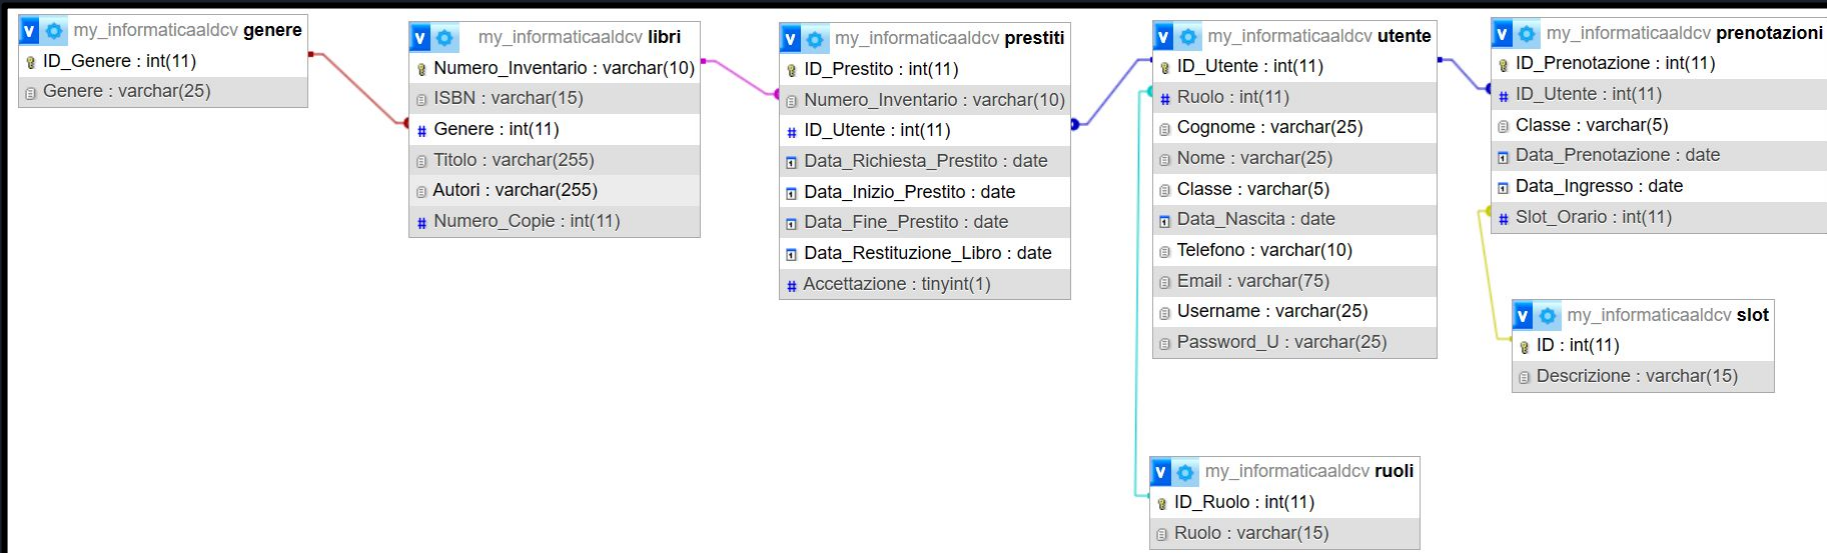 my_informaticaaldcv genere
ID_Genere : int(11)
Genere : varchar(25)
my_informaticaaldcv libri
Numero_Inventario : varchar(10)
ISBN : varchar(15)
Genere : int(11)
Titolo : varchar(255)
Autori : varchar(255)
Numero_Copie : int(11)
my_informaticaaldcv prestiti
ID_Prestito : int(11)
Numero_Inventario : varchar(10)
ID_Utente : int(11)
Data_Richiesta_Prestito : date
Data_Inizio_Prestito : date
Data_Fine_Prestito : date
Data_Restituzione_Libro : date
Accettazione : tinyint(1)
my_informaticaaldcv utente
ID_Utente : int(11)
Ruolo : int(11)
Cognome : varchar(25)
Nome : varchar(25)
Classe : varchar(5)
Data_Nascita : date
Telefono : varchar(10)
Email : varchar(75)
Username : varchar(25)
Password_U : varchar(25)
my_informaticaaldcv prenotazioni
ID_Prenotazione : int(11)
ID_Utente : int(11)
Classe : varchar(5)
Data_Prenotazione : date
Data_Ingresso : date
Slot_Orario : int(11)
my_informaticaaldcv slot
ID : int(11)
Descrizione : varchar(15)
my_informaticaaldcv ruoli
ID_Ruolo : int(11)
Ruolo : varchar(15)